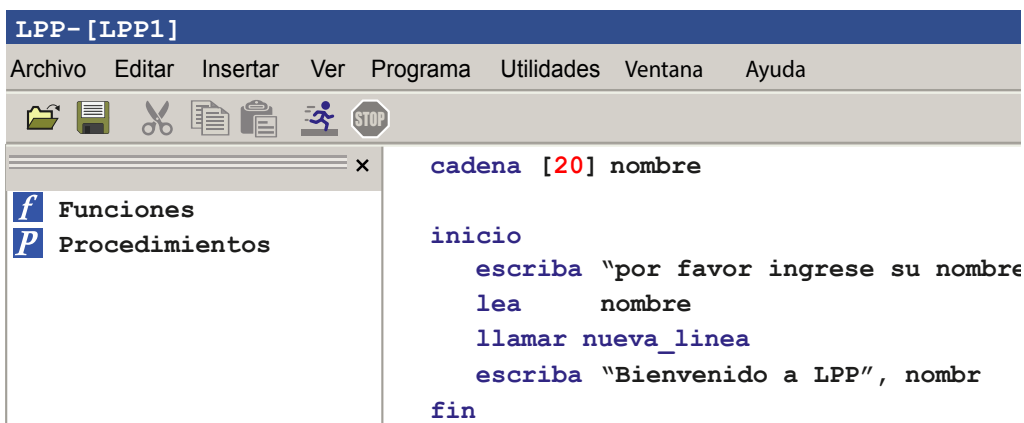 LPP-[LPP1]
Archivo Editar Insertar Ver Programa Utilidades Ventana Ayuda
STOP
x
f Funciones
P Procedimientos
cadena [20] nombre
inicio
escriba “por favor ingrese su nombre
lea nombre
llamar nueva_linea
escriba “Bienvenido a LPP”, nombr
fin